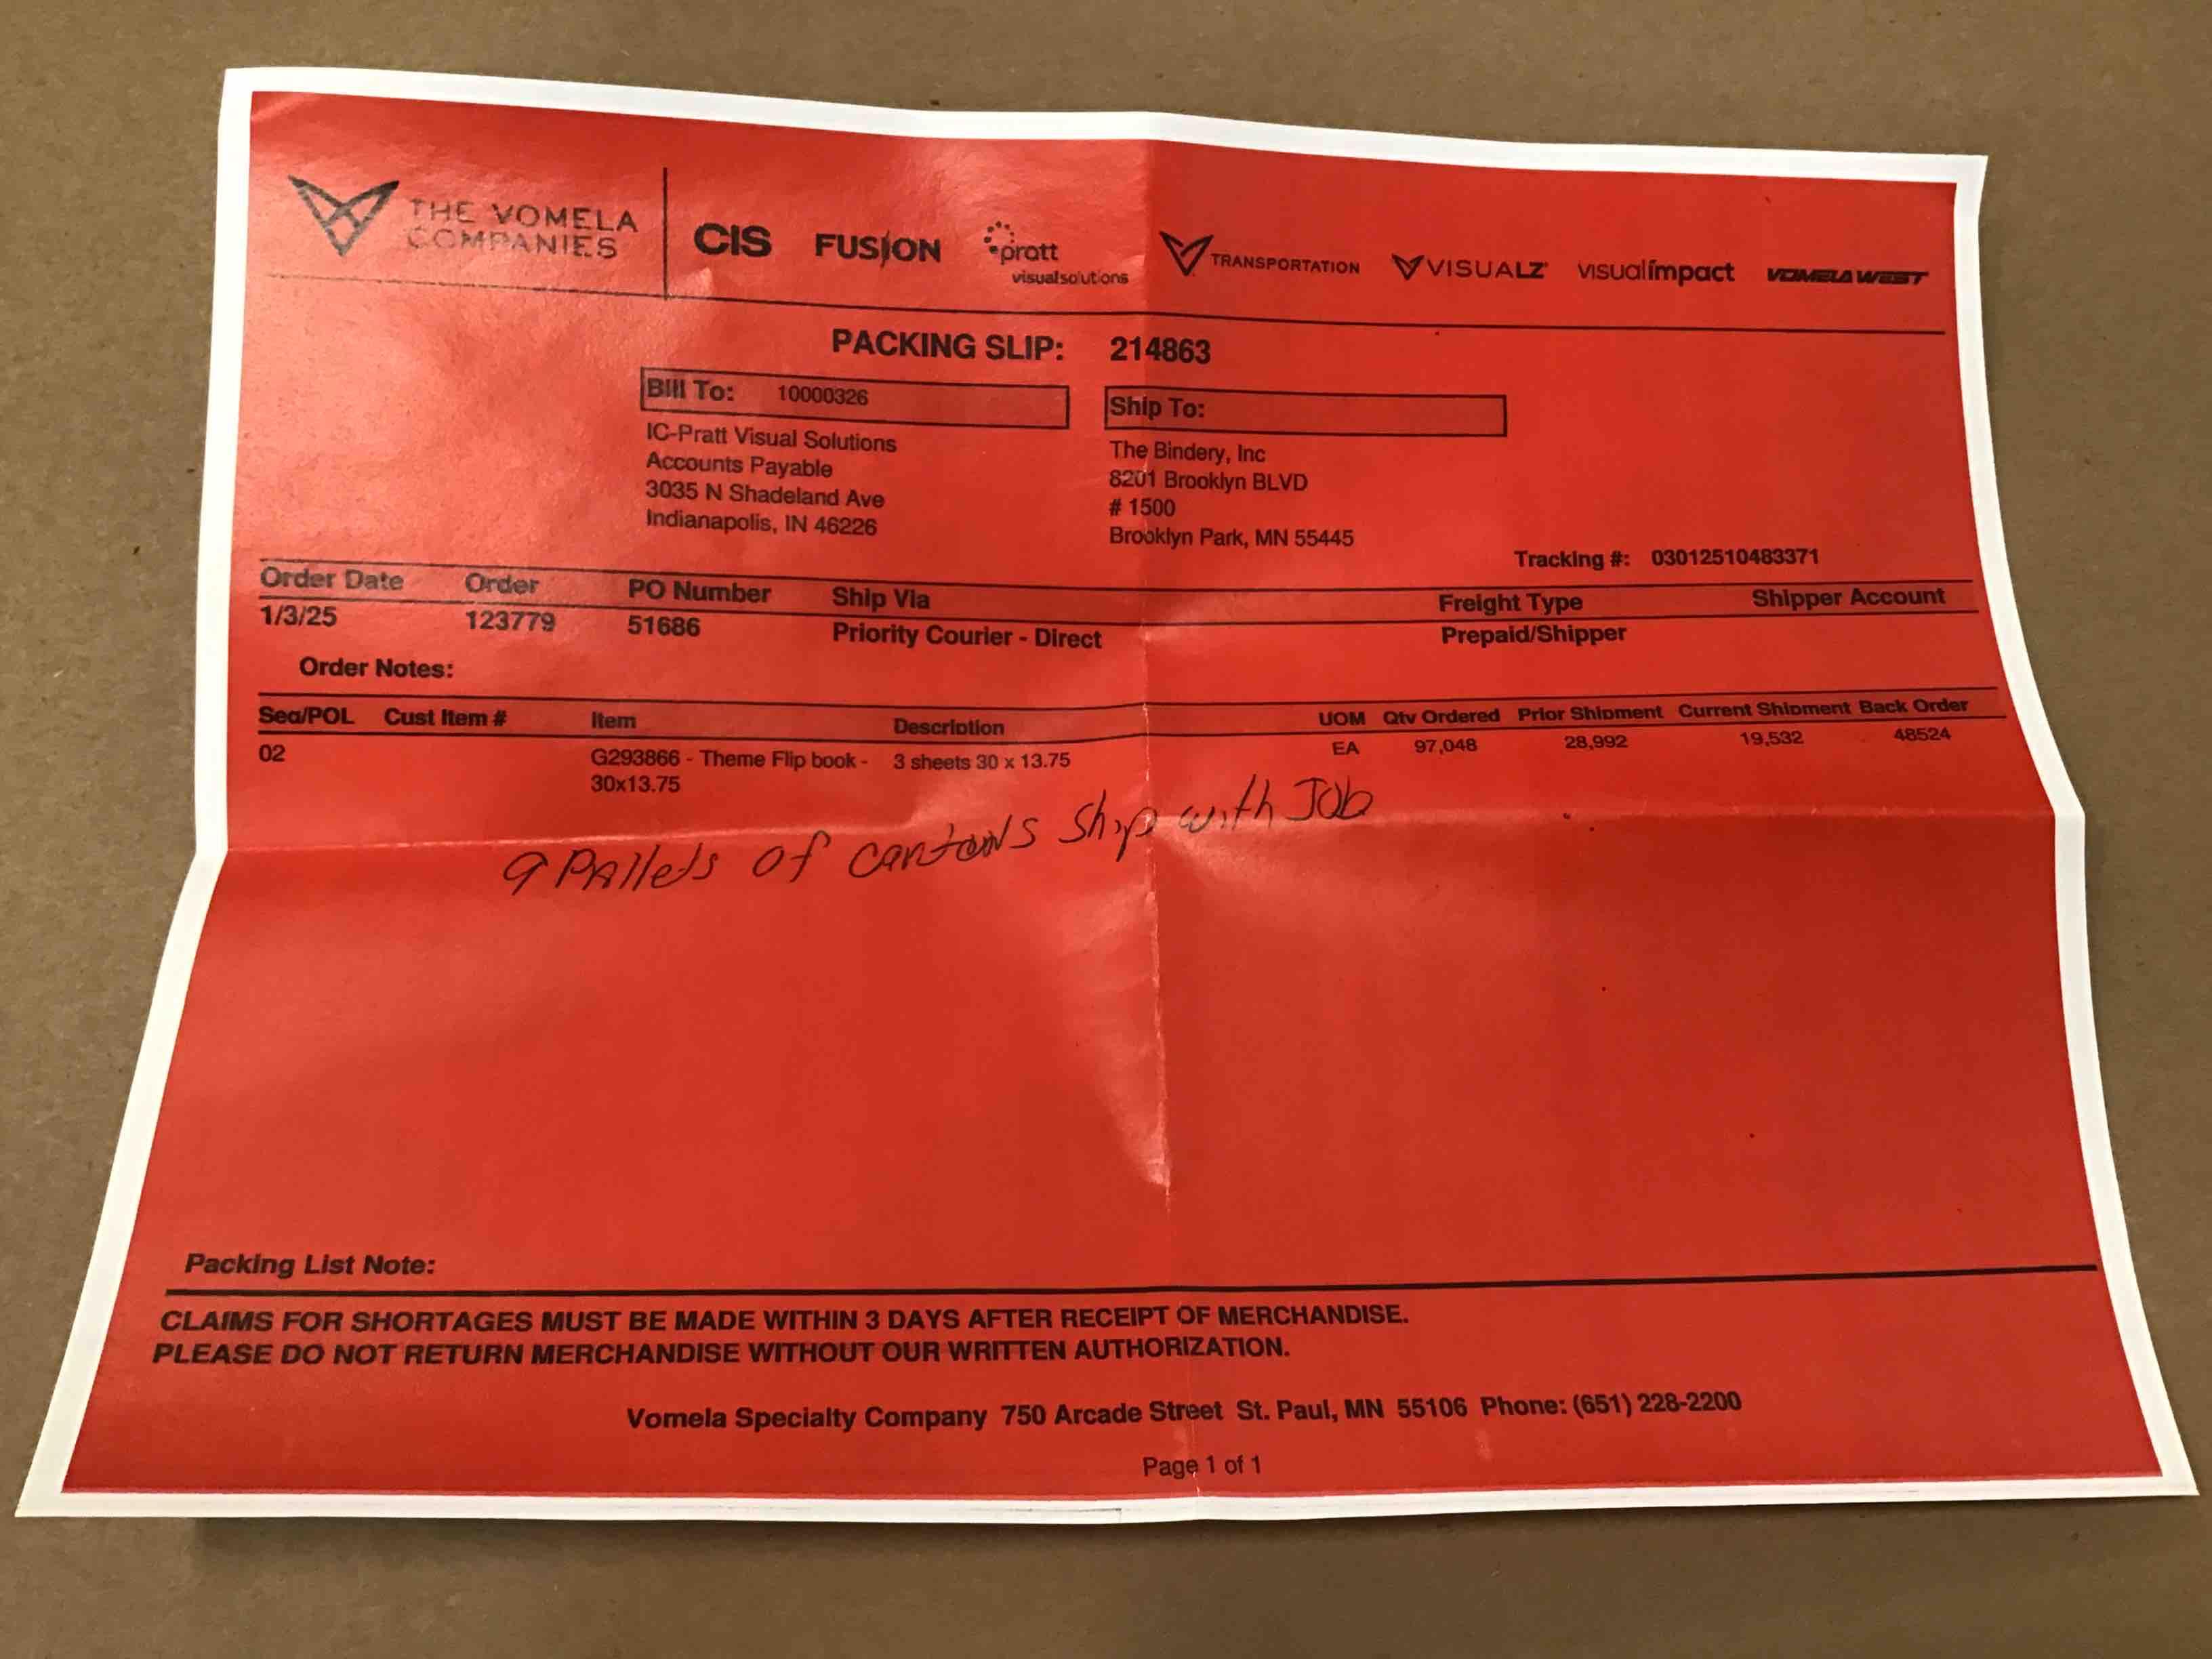 THE VOMELA
COMPANIES
CIS FUSION pratt
visualsolutions
TRANSPORTATION VISUALZ visualimpact VOMELA WEST
PACKING SLIP: 214863
Bill To: 10000326
IC-Pratt Visual Solutions
Accounts Payable
3035 N Shadeland Ave
Indianapolis, IN 46226
Ship To:
The Bindery, Inc
8201 Brooklyn BLVD
# 1500
Brooklyn Park, MN 55445
Tracking #: 03012510483371
Order Date Order PO Number Ship Via Freight Type Shipper Account
1/3/25 123779 51686 Priority Courier - Direct Prepaid/Shipper
Order Notes:
Seq/POL Cust Item # Item Description UOM Qty Ordered Prior Shipment Current Shipment Back Order
02 G293866 - Theme Flip book - 3 sheets 30 x 13.75 EA 97,048 28,992 19,532 48524
30x13.75
9 PAllets of cartons Ship with Job
Packing List Note:
CLAIMS FOR SHORTAGES MUST BE MADE WITHIN 3 DAYS AFTER RECEIPT OF MERCHANDISE.
PLEASE DO NOT RETURN MERCHANDISE WITHOUT OUR WRITTEN AUTHORIZATION.
Vomela Specialty Company 750 Arcade Street St. Paul, MN 55106 Phone: (651) 228-2200
Page 1 of 1